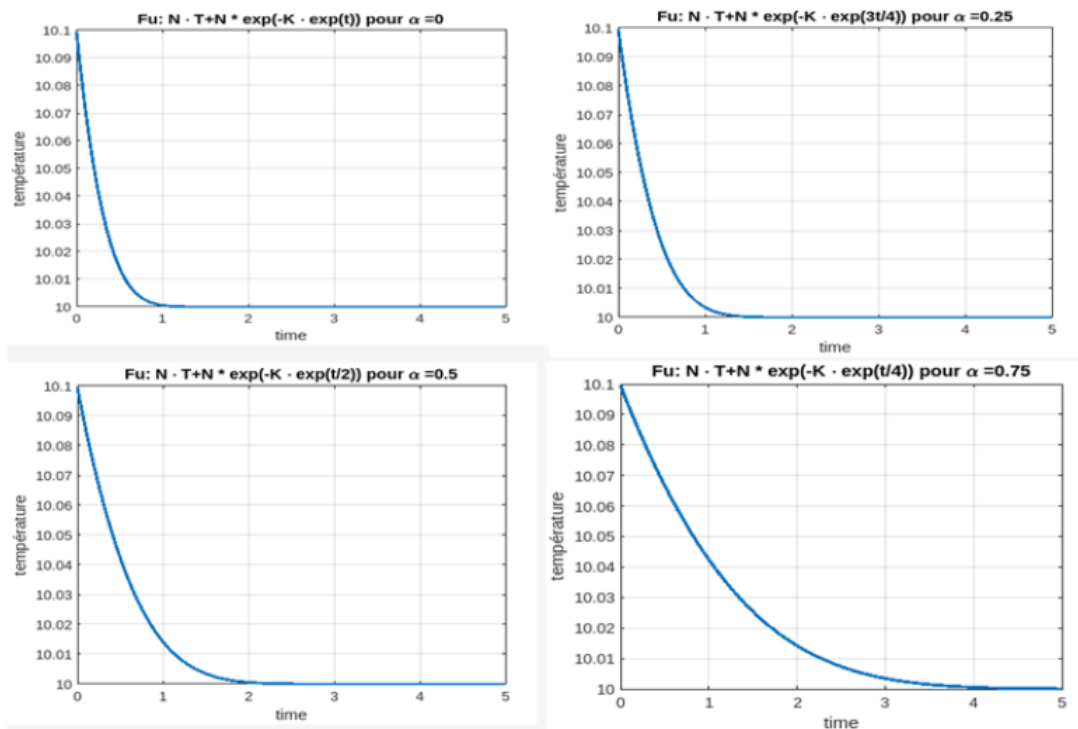 Fu: N · T+N * exp(-K · exp(t)) pour α =0
10.1
10.09
10.08
10.07
10.06
10.05
10.04
10.03
10.02
10.01
10
température
0 1 2 3 4 5
time
Fu: N · T+N * exp(-K · exp(3t/4)) pour α =0.25
10.1
10.09
10.08
10.07
10.06
10.05
10.04
10.03
10.02
10.01
10
température
0 1 2 3 4 5
time
Fu: N · T+N * exp(-K · exp(t/2)) pour α =0.5
10.1
10.09
10.08
10.07
10.06
10.05
10.04
10.03
10.02
10.01
10
température
0 1 2 3 4 5
time
Fu: N · T+N * exp(-K · exp(t/4)) pour α =0.75
10.1
10.09
10.08
10.07
10.06
10.05
10.04
10.03
10.02
10.01
10
température
0 1 2 3 4 5
time